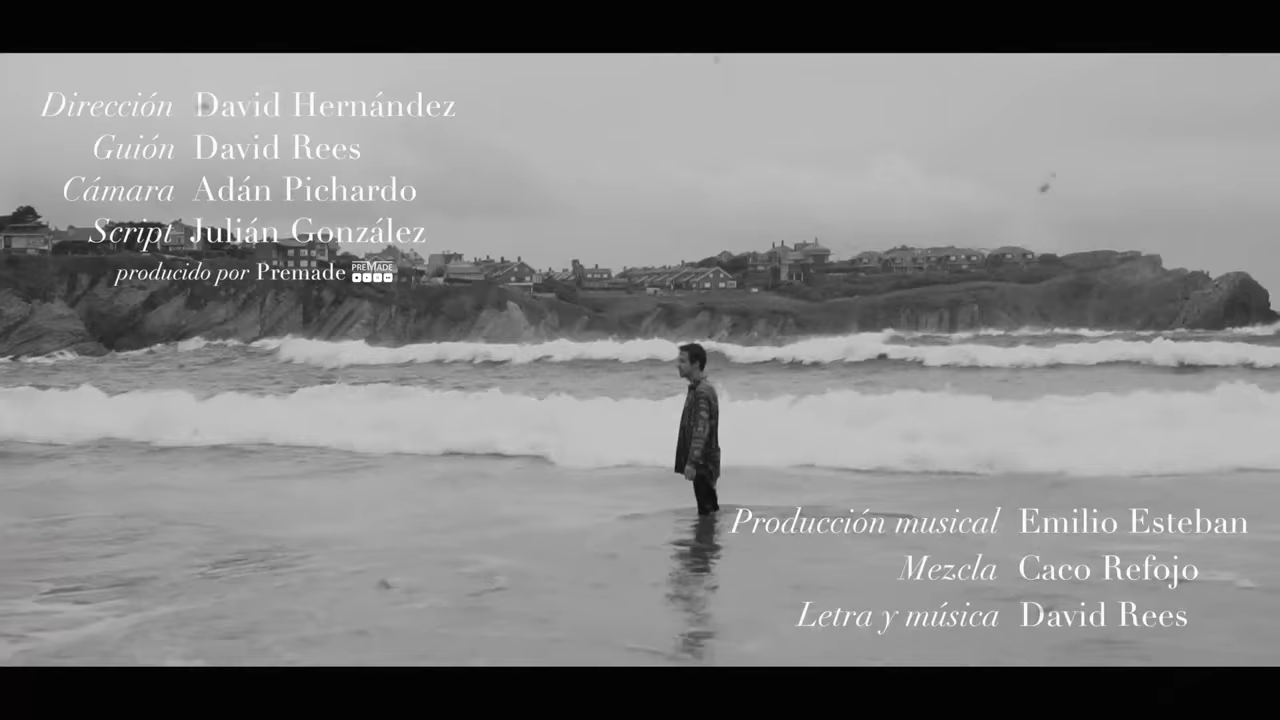 Dirección David Hernández
Guión David Rees
Cámara Adán Pichardo
Script Julián González
producido por Premade PREMADE
Producción musical Emilio Esteban
Mezcla Caco Refojo
Letra y música David Rees